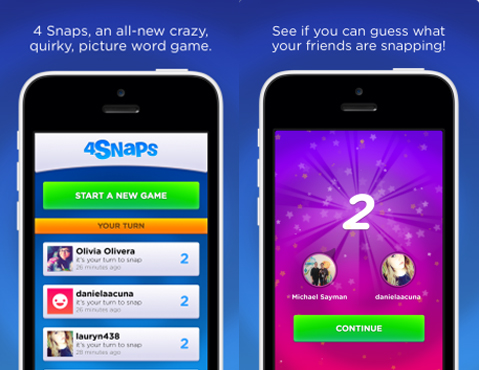 4 Snaps, an all-new crazy,
quirky, picture word game.
4SNAPS
START A NEW GAME
YOUR TURN
Olivia Olivera
it's your turn to snap
26 minutes ago
2
danielaacuna
it's your turn to snap
26 minutes ago
2
lauryn438
it's your turn to snap
28 minutes ago
2
See if you can guess what
your friends are snapping!
2
Michael Sayman
danielaacuna
CONTINUE